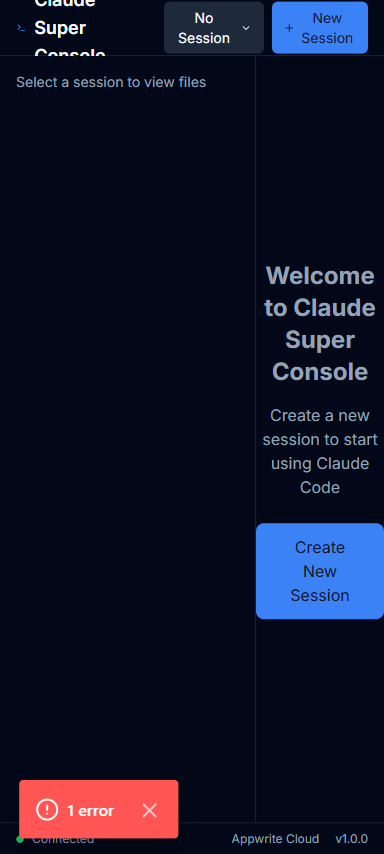 Claude
Super
Console
No
Session
New
Session
Select a session to view files
Welcome
to Claude
Super
Console
Create a new
session to start
using Claude
Code
Create
New
Session
1 error
Connected
Appwrite Cloud
v1.0.0